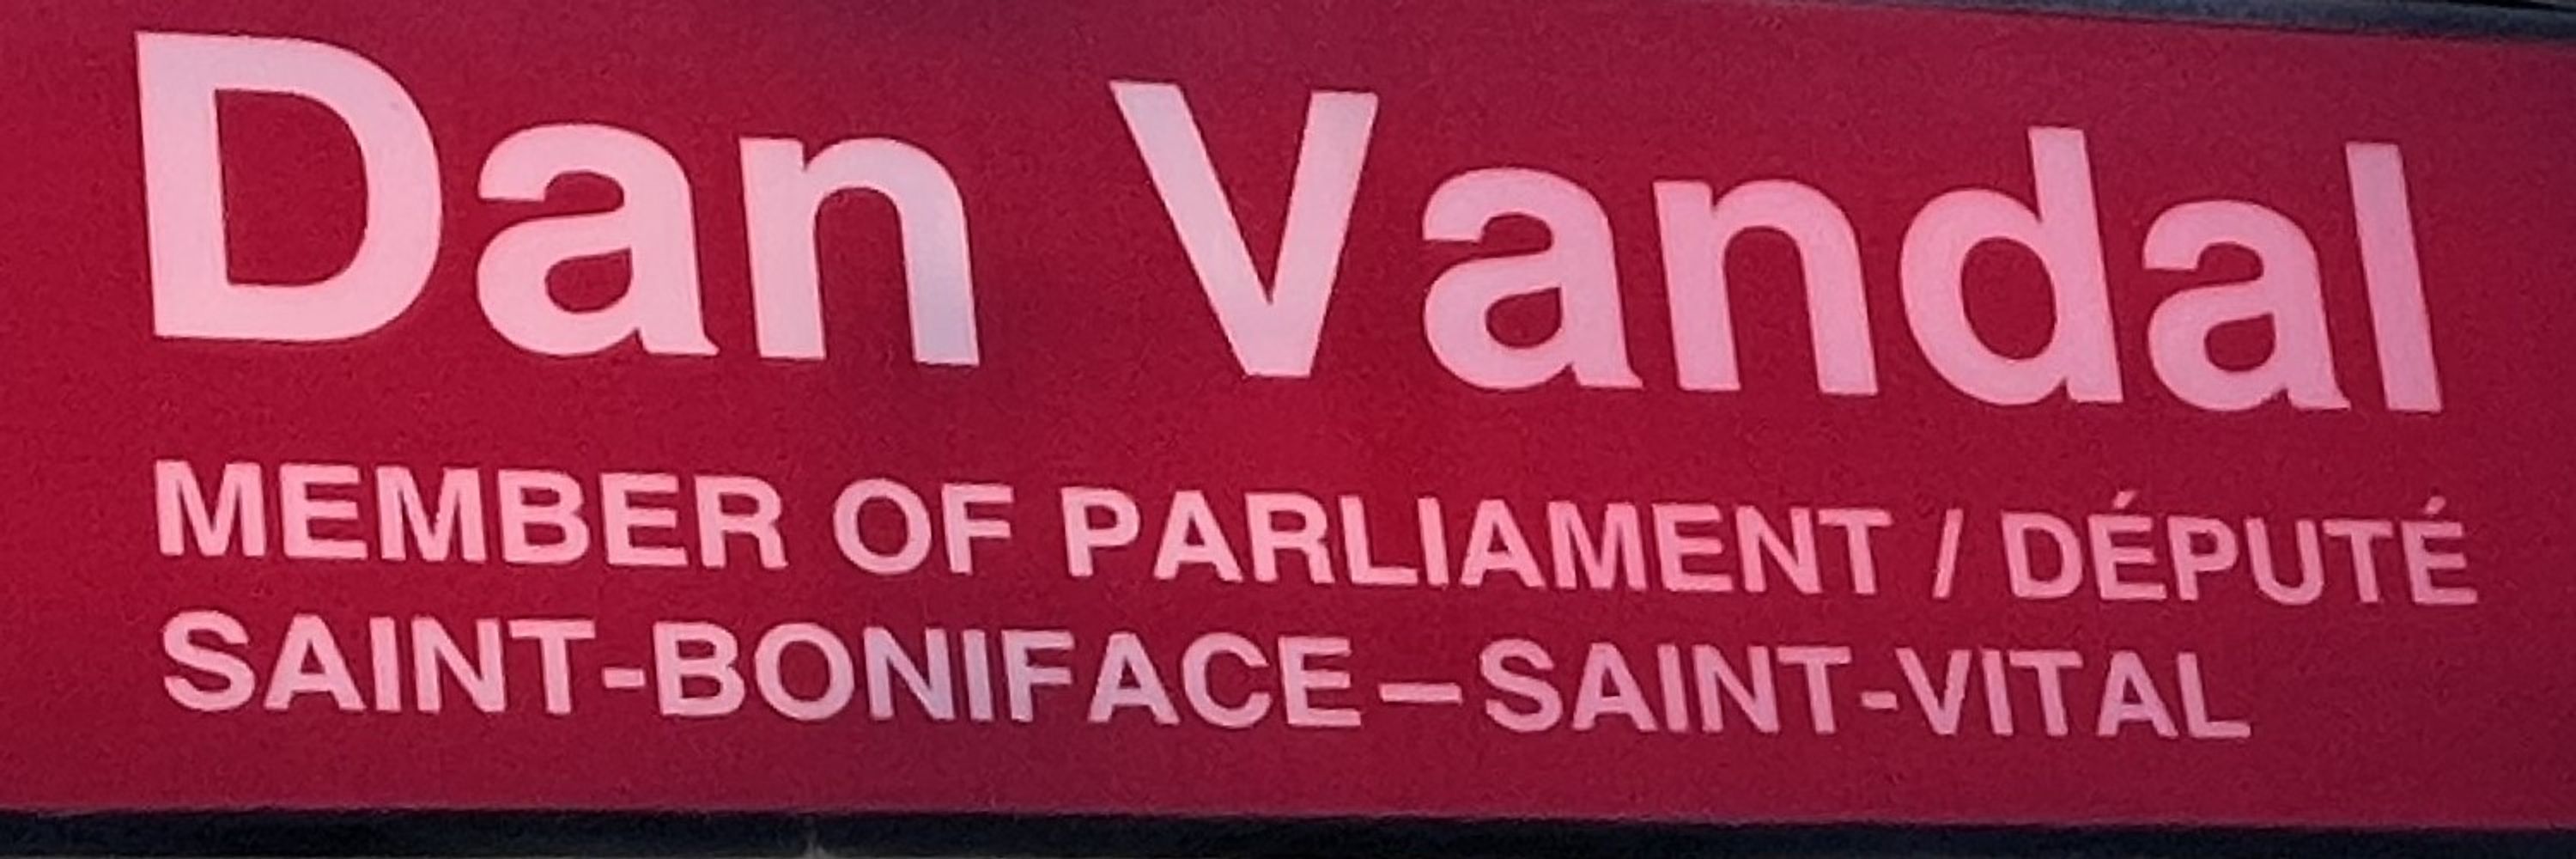 Dan Vandal
MEMBER OF PARLIAMENT / DÉPUTÉ
SAINT-BONIFACE–SAINT-VITAL